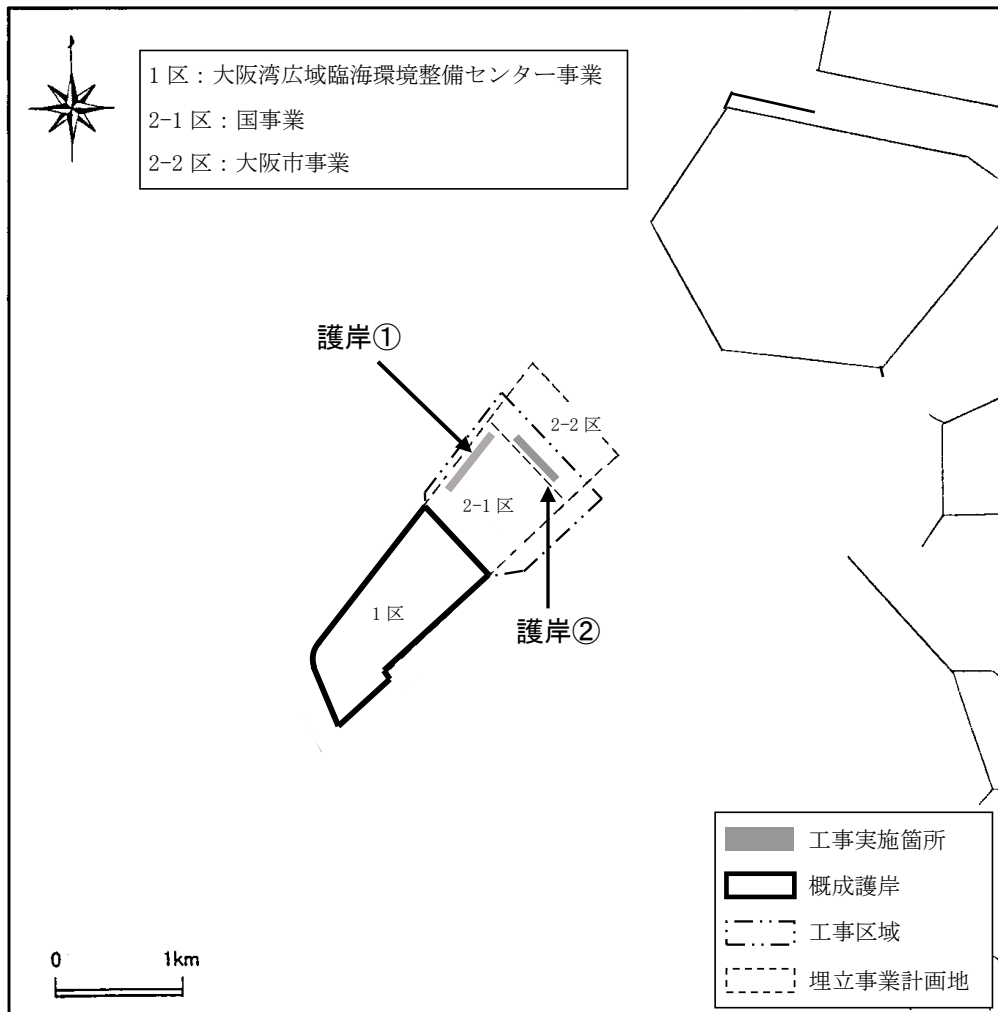 1区：大阪湾広域臨海環境整備センター事業
2-1区：国事業
2-2区：大阪市事業
護岸①
2-2区
2-1区
1区
護岸②
工事実施箇所
概成護岸
工事区域
埋立事業計画地
0 1km